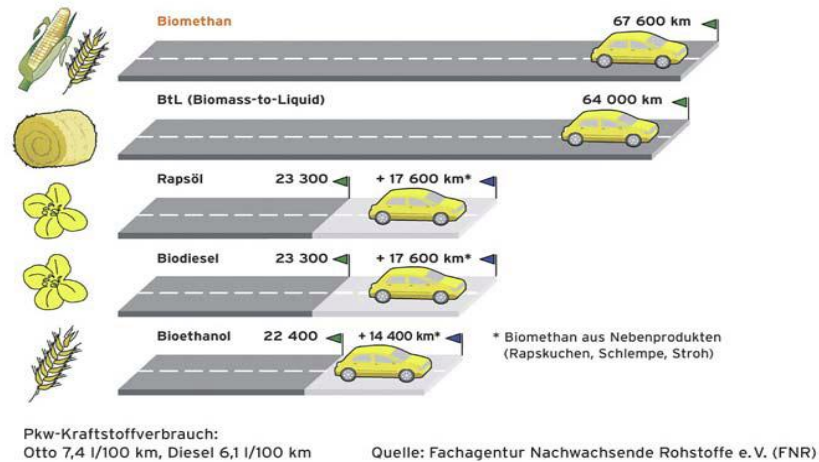 Biomethan 67 600 km
BtL (Biomass-to-Liquid) 64 000 km
Rapsöl 23 300 + 17 600 km*
Biodiesel 23 300 + 17 600 km*
Bioethanol 22 400 + 14 400 km*
* Biomethan aus Nebenprodukten
(Rapskuchen, Schlempe, Stroh)
Pkw-Kraftstoffverbrauch:
Otto 7,4 l/100 km, Diesel 6,1 l/100 km
Quelle: Fachagentur Nachwachsende Rohstoffe e. V. (FNR)